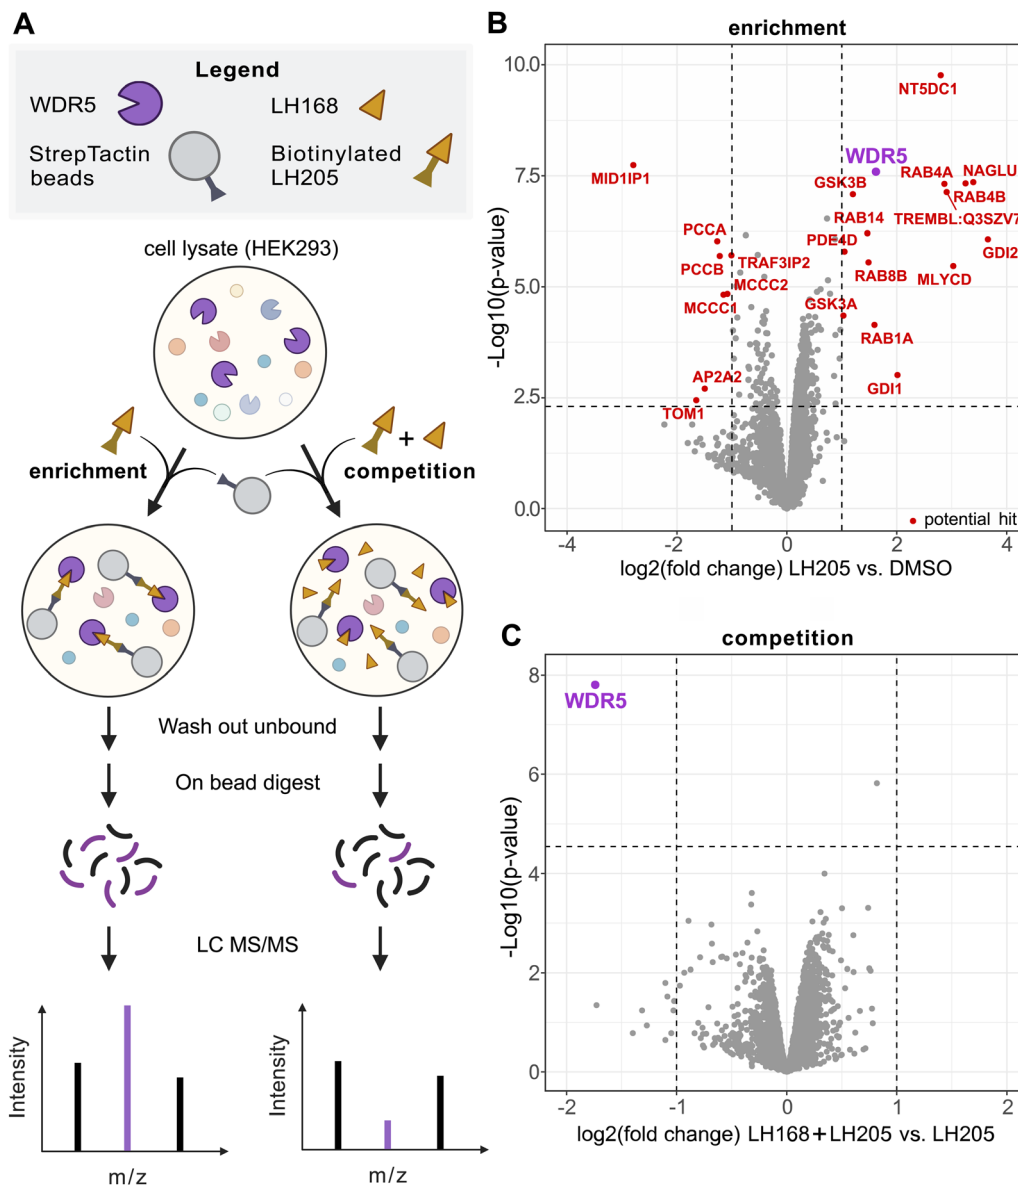 A
Legend
WDR5
LH168
StrepTactin
beads
Biotinylated
LH205
cell lysate (HEK293)
enrichment
+
competition
Wash out unbound
On bead digest
LC MS/MS
Intensity
m/z
Intensity
m/z
B
enrichment
-Log10(p-value)
10.0
7.5
5.0
2.5
0.0
NT5DC1
MID1IP1
WDR5
GSK3B
RAB4A
NAGLU
RAB4B
TREMBL:Q3SZV7
RAB14
PCCA
PDE4D
GDI2
PCCB
TRAF3IP2
RAB8B
MLYCD
MCCC2
MCCC1
GSK3A
RAB1A
AP2A2
GDI1
TOM1
potential hit
-4
-2
0
2
4
log2(fold change) LH205 vs. DMSO
C
competition
-Log10(p-value)
8
6
4
2
0
WDR5
-2
-1
0
1
2
log2(fold change) LH168+LH205 vs. LH205